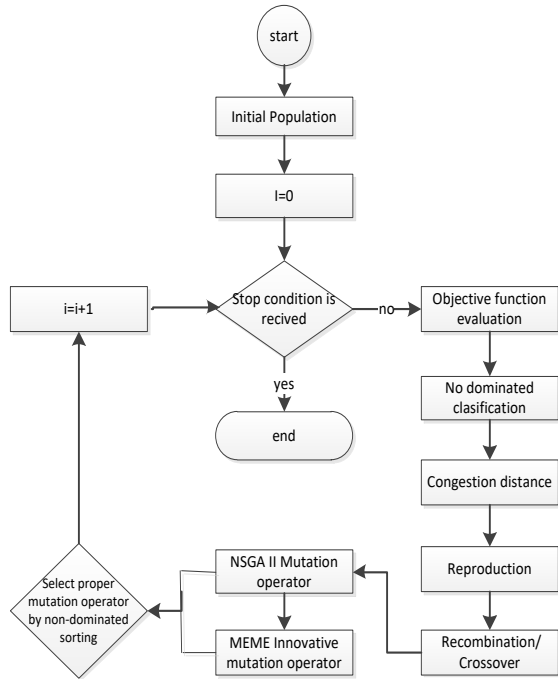 start
Initial Population
I=0
Stop condition is
recived
no
yes
end
i=i+1
Objective function
evaluation
No dominated
clasification
Congestion distance
Reproduction
Recombination/
Crossover
NSGA II Mutation
operator
MEME Innovative
mutation operator
Select proper
mutation operator
by non-dominated
sorting